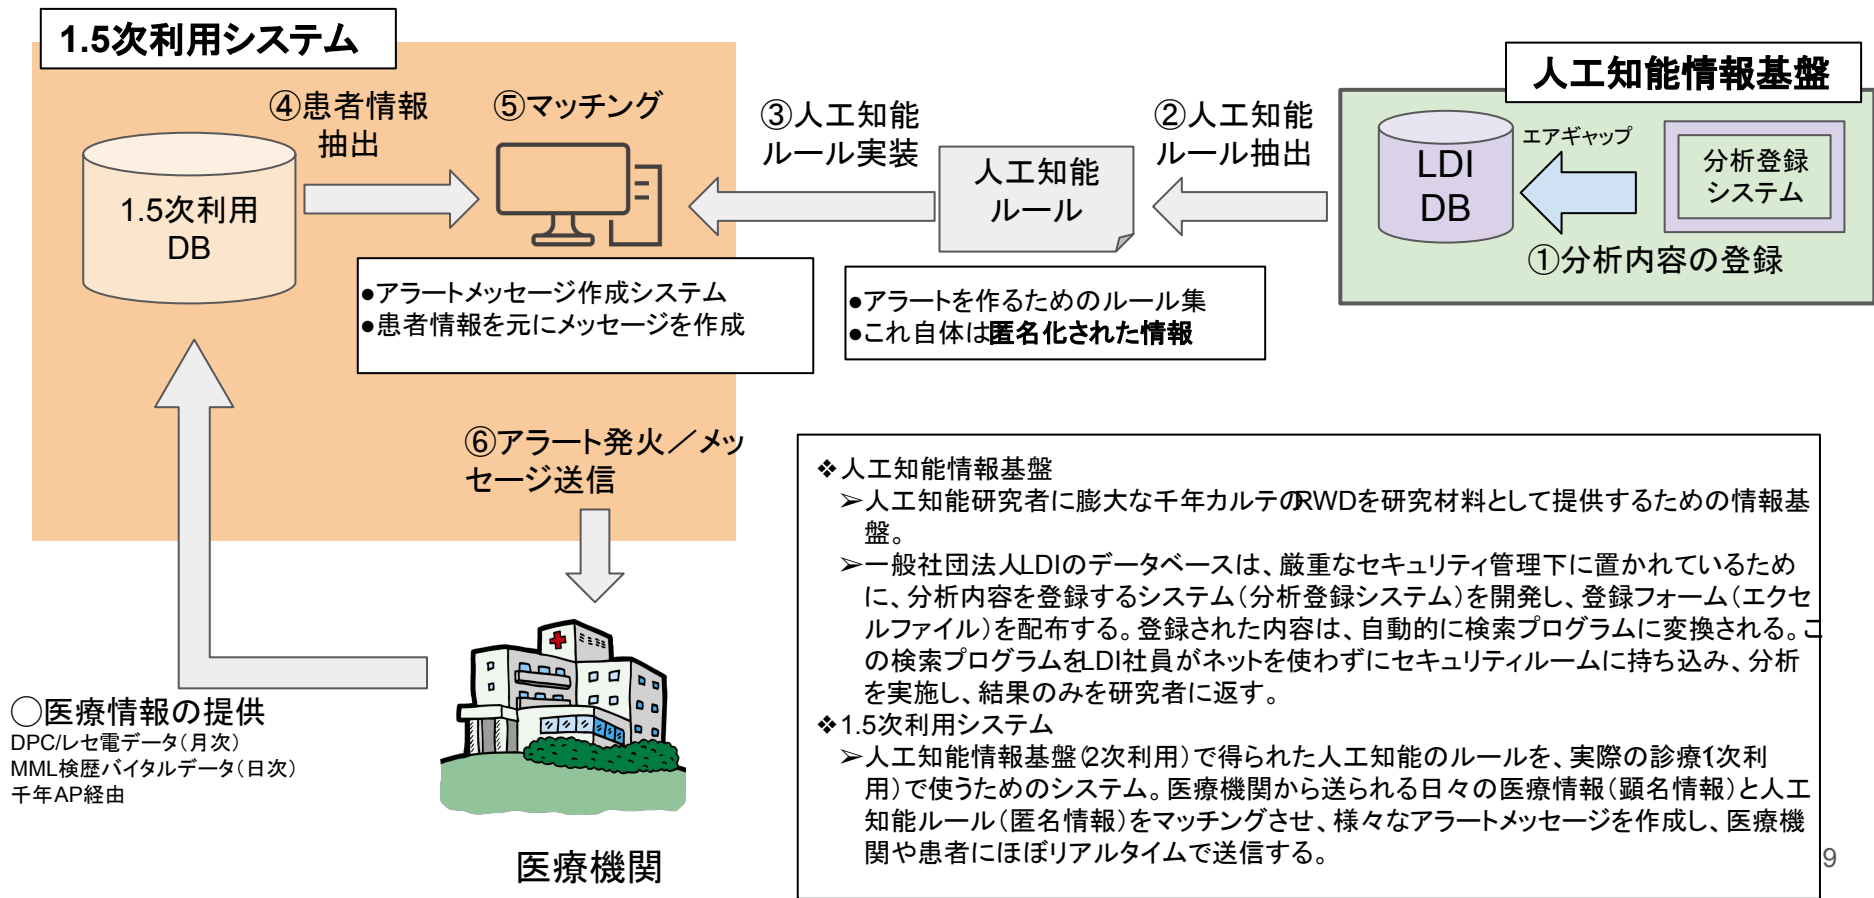 1.5次利用システム
人工知能情報基盤
④患者情報
抽出
⑤マッチング
③人工知能
ルール実装
②人工知能
ルール抽出
エアギャップ
1.5次利用
DB
人工知能
ルール
LDI
DB
分析登録
システム
①分析内容の登録
●アラートメッセージ作成システム
●患者情報を元にメッセージを作成
●アラートを作るためのルール集
●これ自体は匿名化された情報
⑥アラート発火／メッ
セージ送信
◯医療情報の提供
DPC/レセ電データ（月次）
MML検歴バイタルデータ（日次）
千年AP経由
医療機関
❖人工知能情報基盤
➢人工知能研究者に膨大な千年カルテのRWDを研究材料として提供するための情報基
盤。
➢一般社団法人LDIのデータベースは、厳重なセキュリティ管理下に置かれているため
に、分析内容を登録するシステム（分析登録システム）を開発し、登録フォーム（エクセ
ルファイル）を配布する。登録された内容は、自動的に検索プログラムに変換される。こ
の検索プログラムをLDI社員がネットを使わずにセキュリティルームに持ち込み、分析
を実施し、結果のみを研究者に返す。
❖1.5次利用システム
➢人工知能情報基盤（2次利用）で得られた人工知能のルールを、実際の診療（1次利
用）で使うためのシステム。医療機関から送られる日々の医療情報（顕名情報）と人工
知能ルール（匿名情報）をマッチングさせ、様々なアラートメッセージを作成し、医療機
関や患者にほぼリアルタイムで送信する。
9